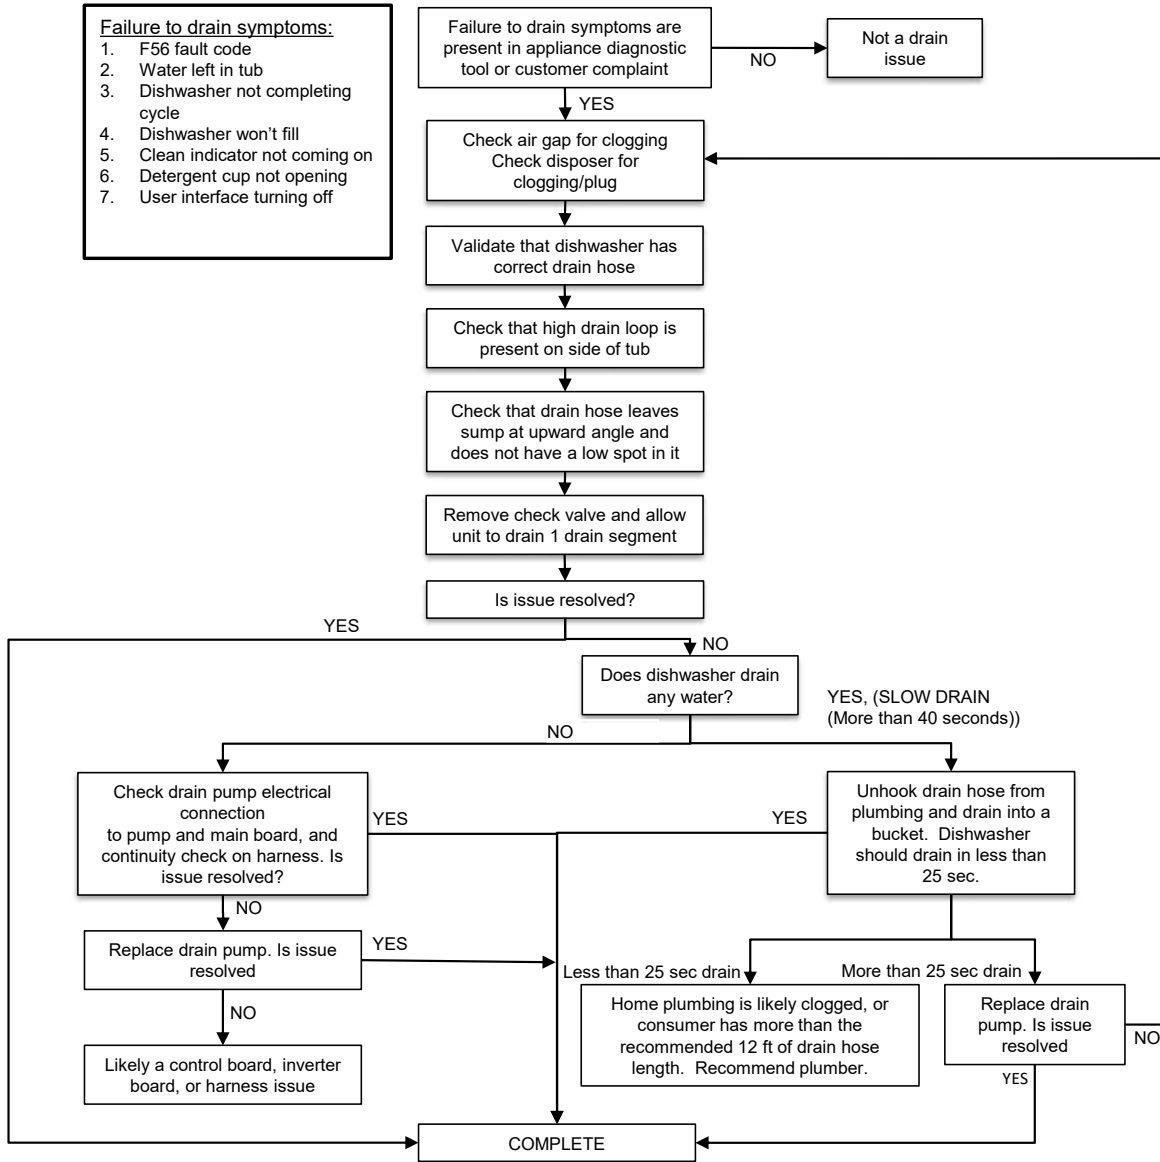 Failure to drain symptoms:
1. F56 fault code
2. Water left in tub
3. Dishwasher not completing
cycle
4. Dishwasher won't fill
5. Clean indicator not coming on
6. Detergent cup not opening
7. User interface turning off
Failure to drain symptoms are
present in appliance diagnostic
tool or customer complaint
NO
Not a drain
issue
YES
Check air gap for clogging
Check disposer for
clogging/plug
Validate that dishwasher has
correct drain hose
Check that high drain loop is
present on side of tub
Check that drain hose leaves
sump at upward angle and
does not have a low spot in it
Remove check valve and allow
unit to drain 1 drain segment
Is issue resolved?
YES
NO
Does dishwasher drain
any water?
YES, (SLOW DRAIN
(More than 40 seconds))
NO
Check drain pump electrical
connection
to pump and main board, and
continuity check on harness. Is
issue resolved?
YES
YES
Unhook drain hose from
plumbing and drain into a
bucket.  Dishwasher
should drain in less than
25 sec.
NO
Replace drain pump. Is issue
resolved
YES
Less than 25 sec drain
More than 25 sec drain
Home plumbing is likely clogged, or
consumer has more than the
recommended 12 ft of drain hose
length.  Recommend plumber.
Replace drain
pump. Is issue
resolved
NO
NO
Likely a control board, inverter
board, or harness issue
YES
COMPLETE